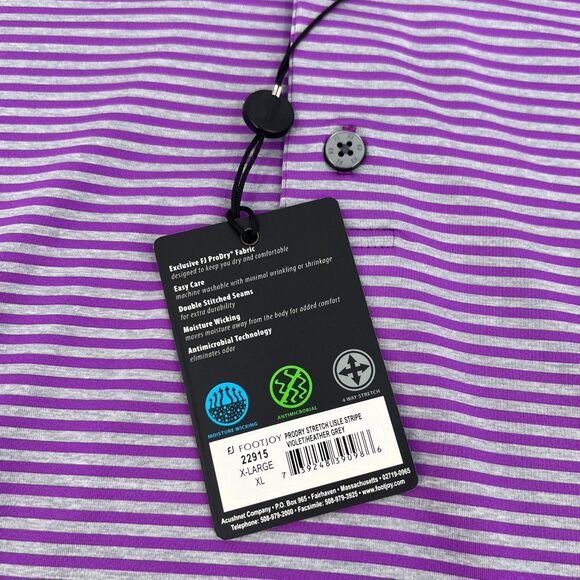 Exclusive FJ ProDry® Fabric
designed to keep you dry and comfortable
Easy Care
machine washable with minimal wrinkling or shrinkage
Double Stitched Seams
for extra durability
Moisture Wicking
moves moisture away from the body for added comfort
Antimicrobial Technology
eliminates odor
MOISTURE WICKING
ANTIMICROBIAL
4 WAY STRETCH
FJ FOOTJOY
22915
X-LARGE
XL
PRODRY STRETCH LISLE STRIPE
VIOLET/HEATHER GREY
7 39248 39098 6
Acushnet Company • P.O. Box 965 • Fairhaven • Massachusetts • 02719-0965
Telephone: 508-979-2000 • Facsimile: 508-979-3925 • www.footjoy.com